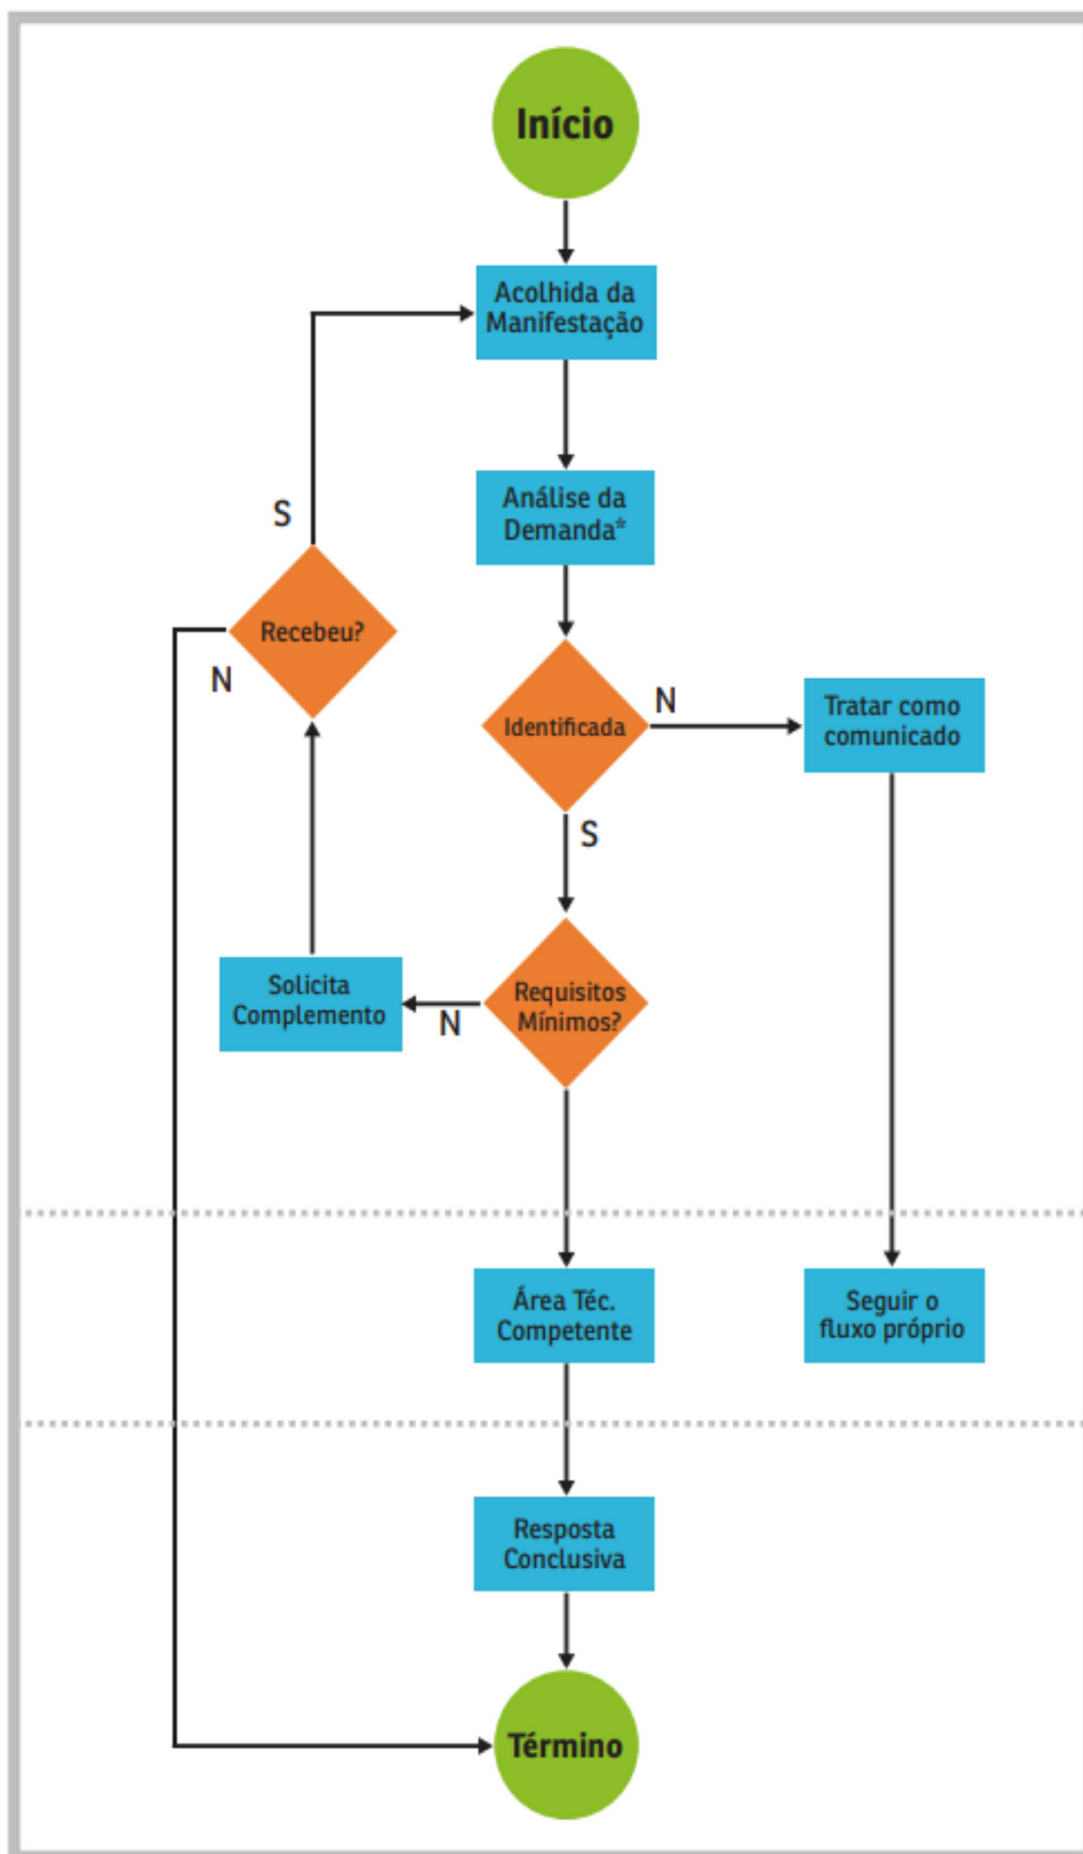 Início
Acolhida da
Manifestação
Análise da
Demanda*
S
Recebeu?
N
Identificada
N
Tratar como
comunicado
S
Solicita
Complemento
N
Requisitos
Mínimos?
Área Téc.
Competente
Seguir o
fluxo próprio
Resposta
Conclusiva
Término